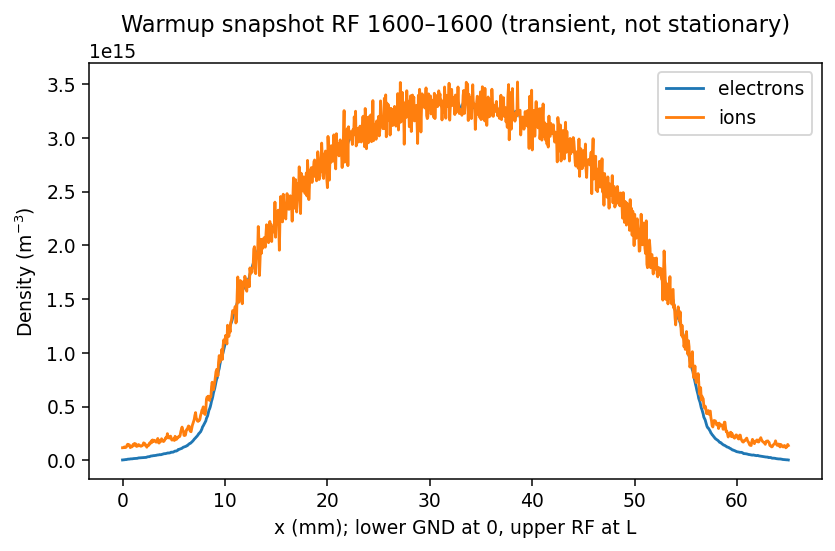 Warmup snapshot RF 1600–1600 (transient, not stationary)
1e15
electrons
ions
3.5
3.0
2.5
2.0
1.5
1.0
0.5
0.0
Density (m⁻³)
0 10 20 30 40 50 60
x (mm); lower GND at 0, upper RF at L